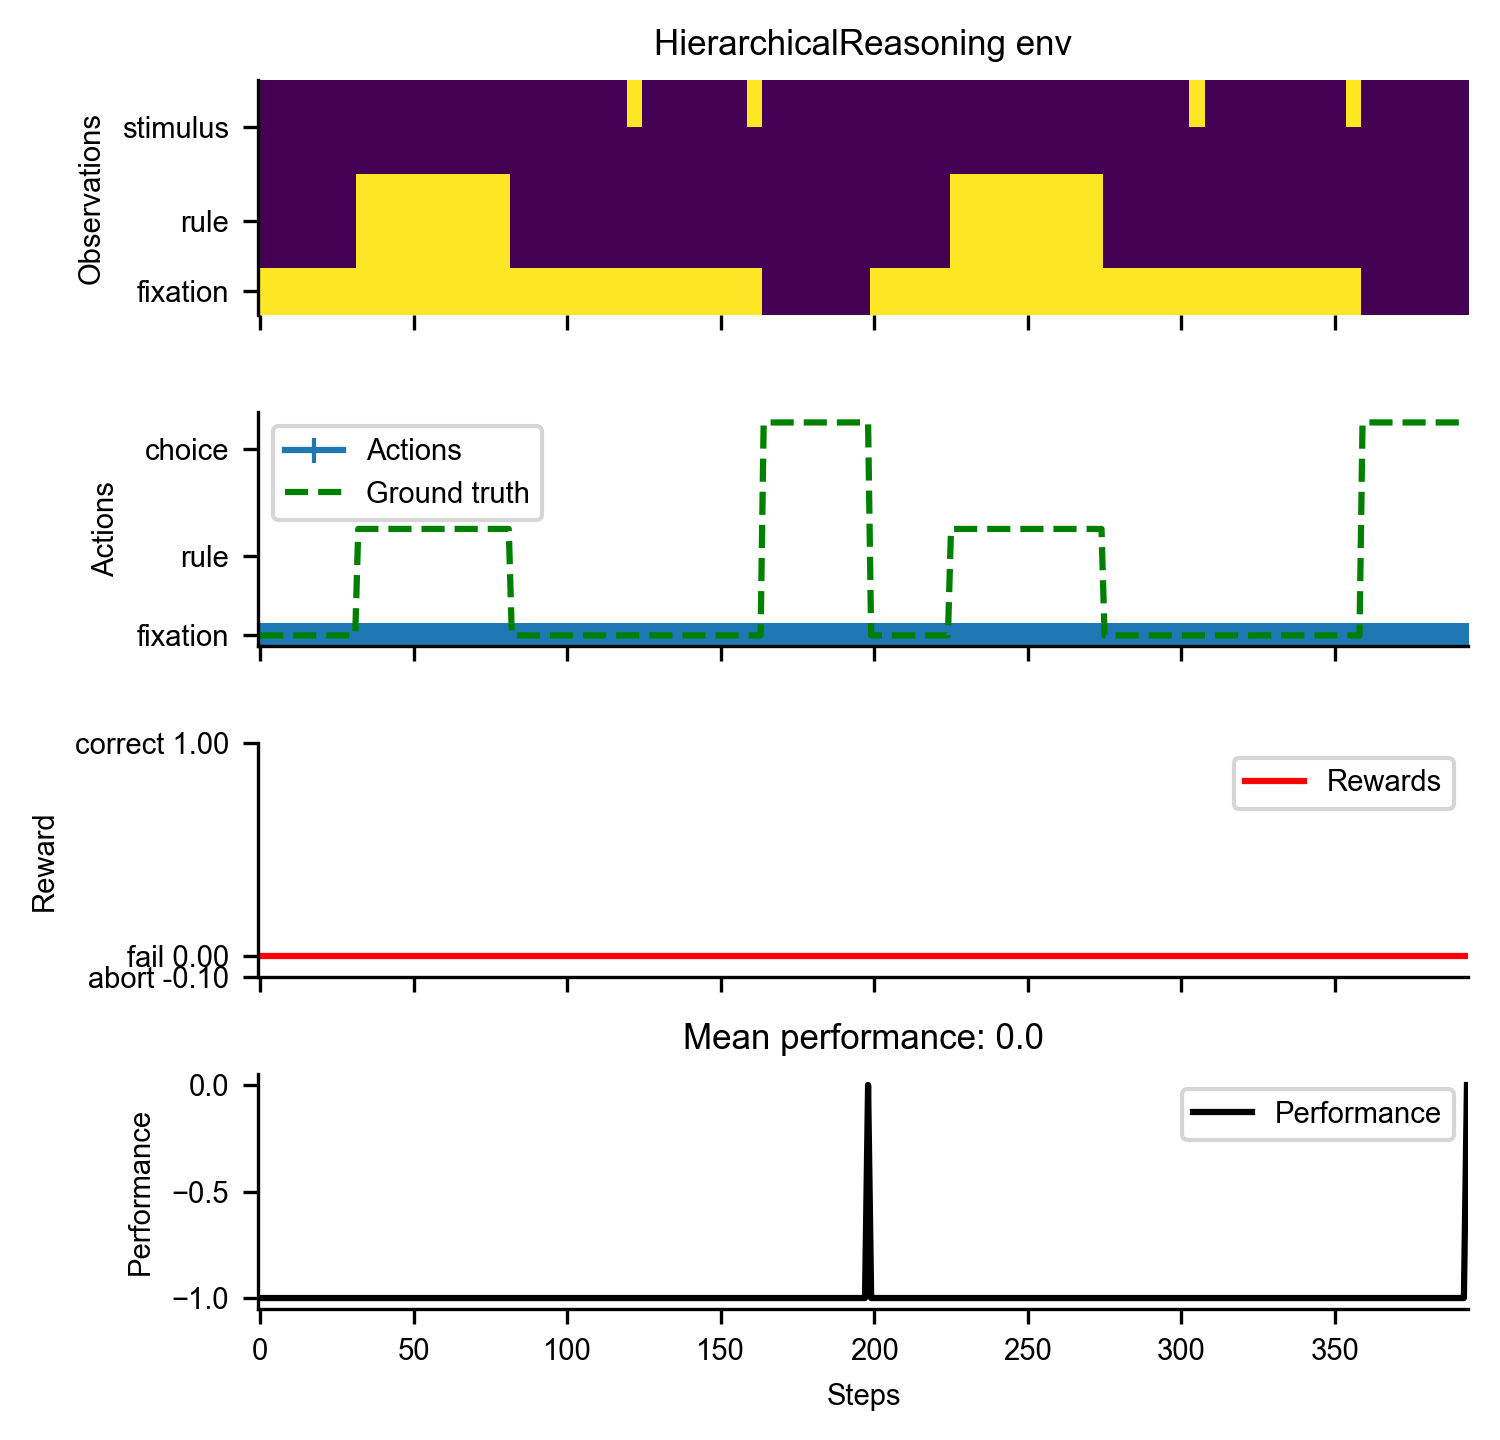 HierarchicalReasoning env
Observations
stimulus
rule
fixation
Actions
choice
rule
fixation
Actions
Ground truth
Reward
correct 1.00
fail 0.00
abort -0.10
Rewards
Mean performance: 0.0
Performance
0.0
−0.5
−1.0
Performance
0 50 100 150 200 250 300 350
Steps